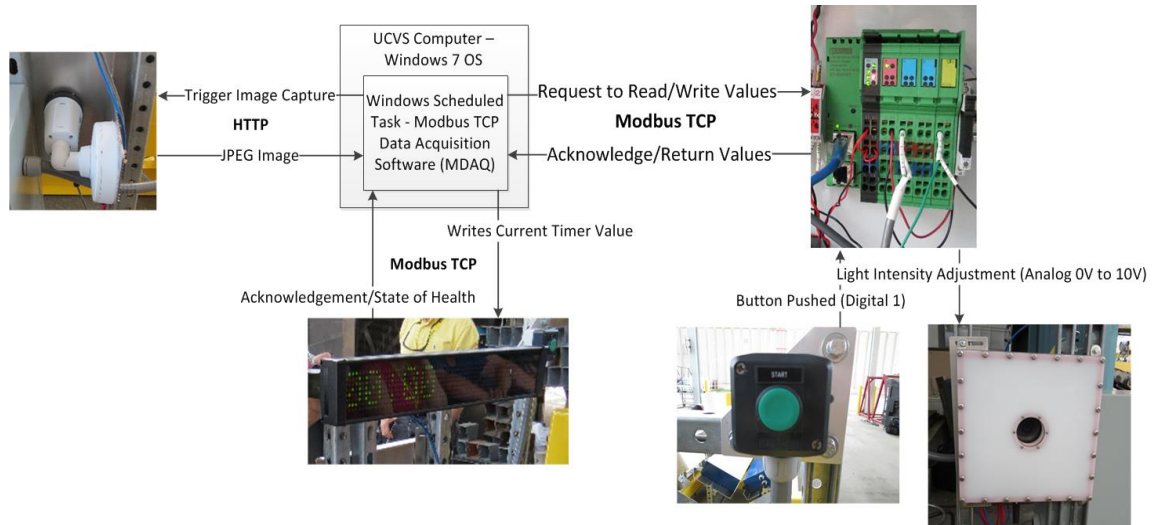 UCVS Computer –
Windows 7 OS
Windows Scheduled
Task - Modbus TCP
Data Acquisition
Software (MDAQ)
Trigger Image Capture
HTTP
JPEG Image
Request to Read/Write Values
Modbus TCP
Acknowledge/Return Values
Writes Current Timer Value
Modbus TCP
Acknowledgement/State of Health
Light Intensity Adjustment (Analog 0V to 10V)
Button Pushed (Digital 1)
START